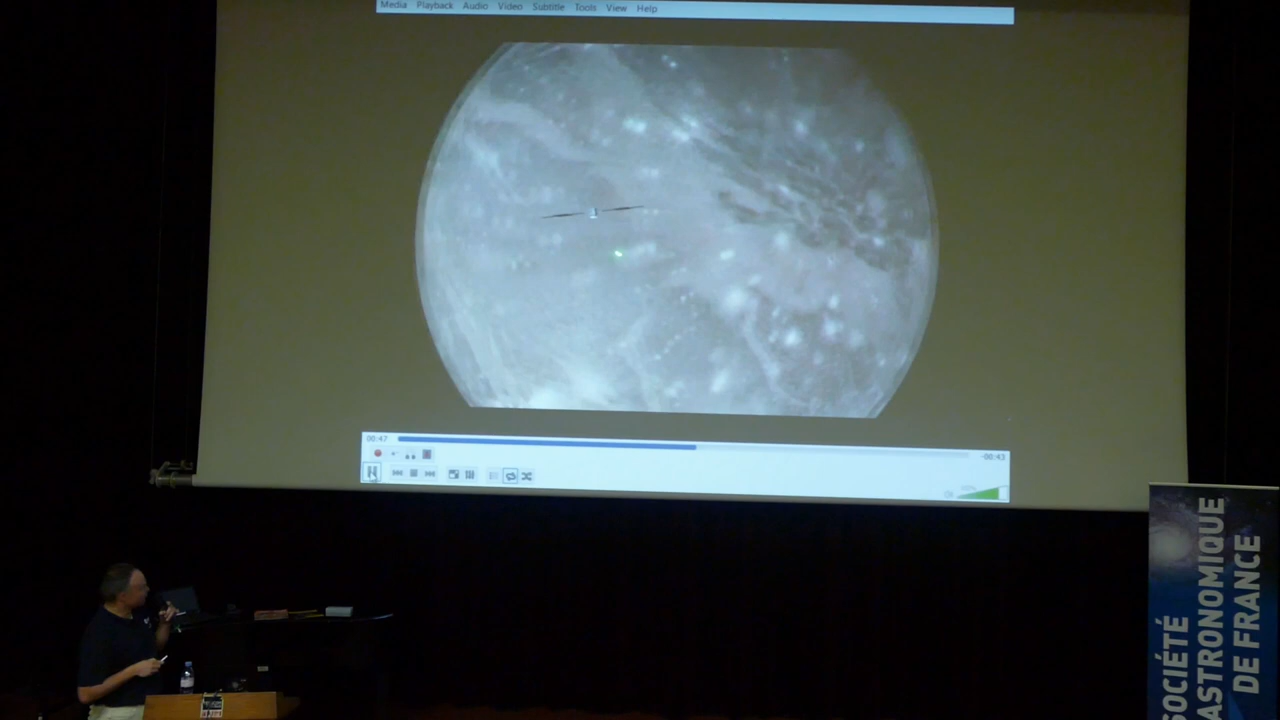 Media Playback Audio Video Subtitle Tools View Help
00:47
-00:43
SOCIÉTÉ
ASTRONOMIQUE
DE FRANCE